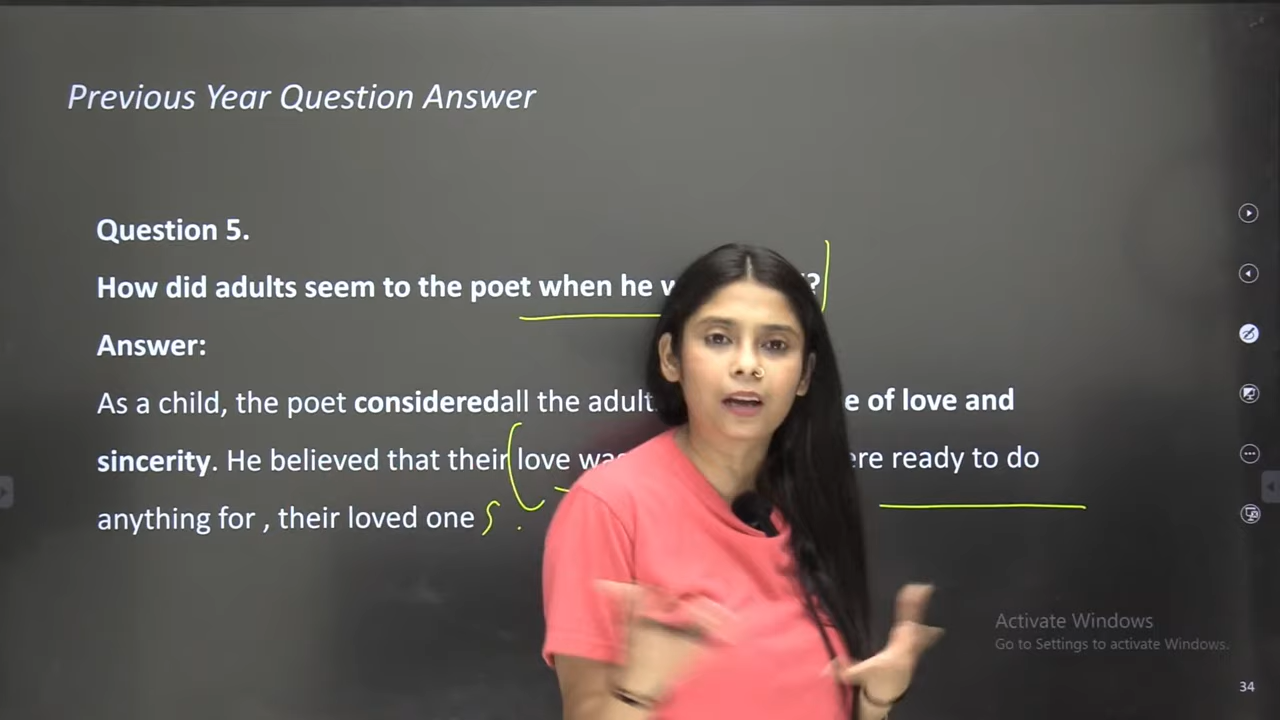 Previous Year Question Answer
Question 5.
How did adults seem to the poet when he ?
Answer:
As a child, the poet consideredall the adult e of love and
sincerity. He believed that their love was ere ready to do
anything for , their loved one s.
Activate Windows
Go to Settings to activate Windows.
34